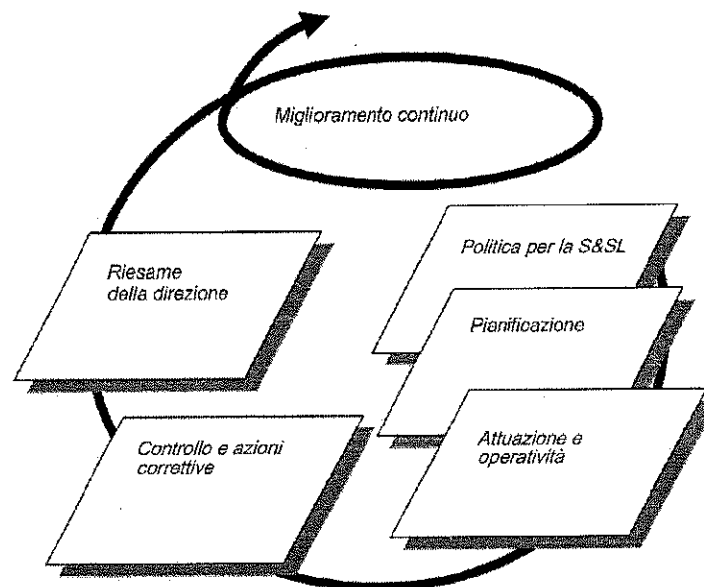 Miglioramento continuo
Politica per la S&SL
Pianificazione
Attuazione e
operatività
Controllo e azioni
correttive
Riesame
della direzione